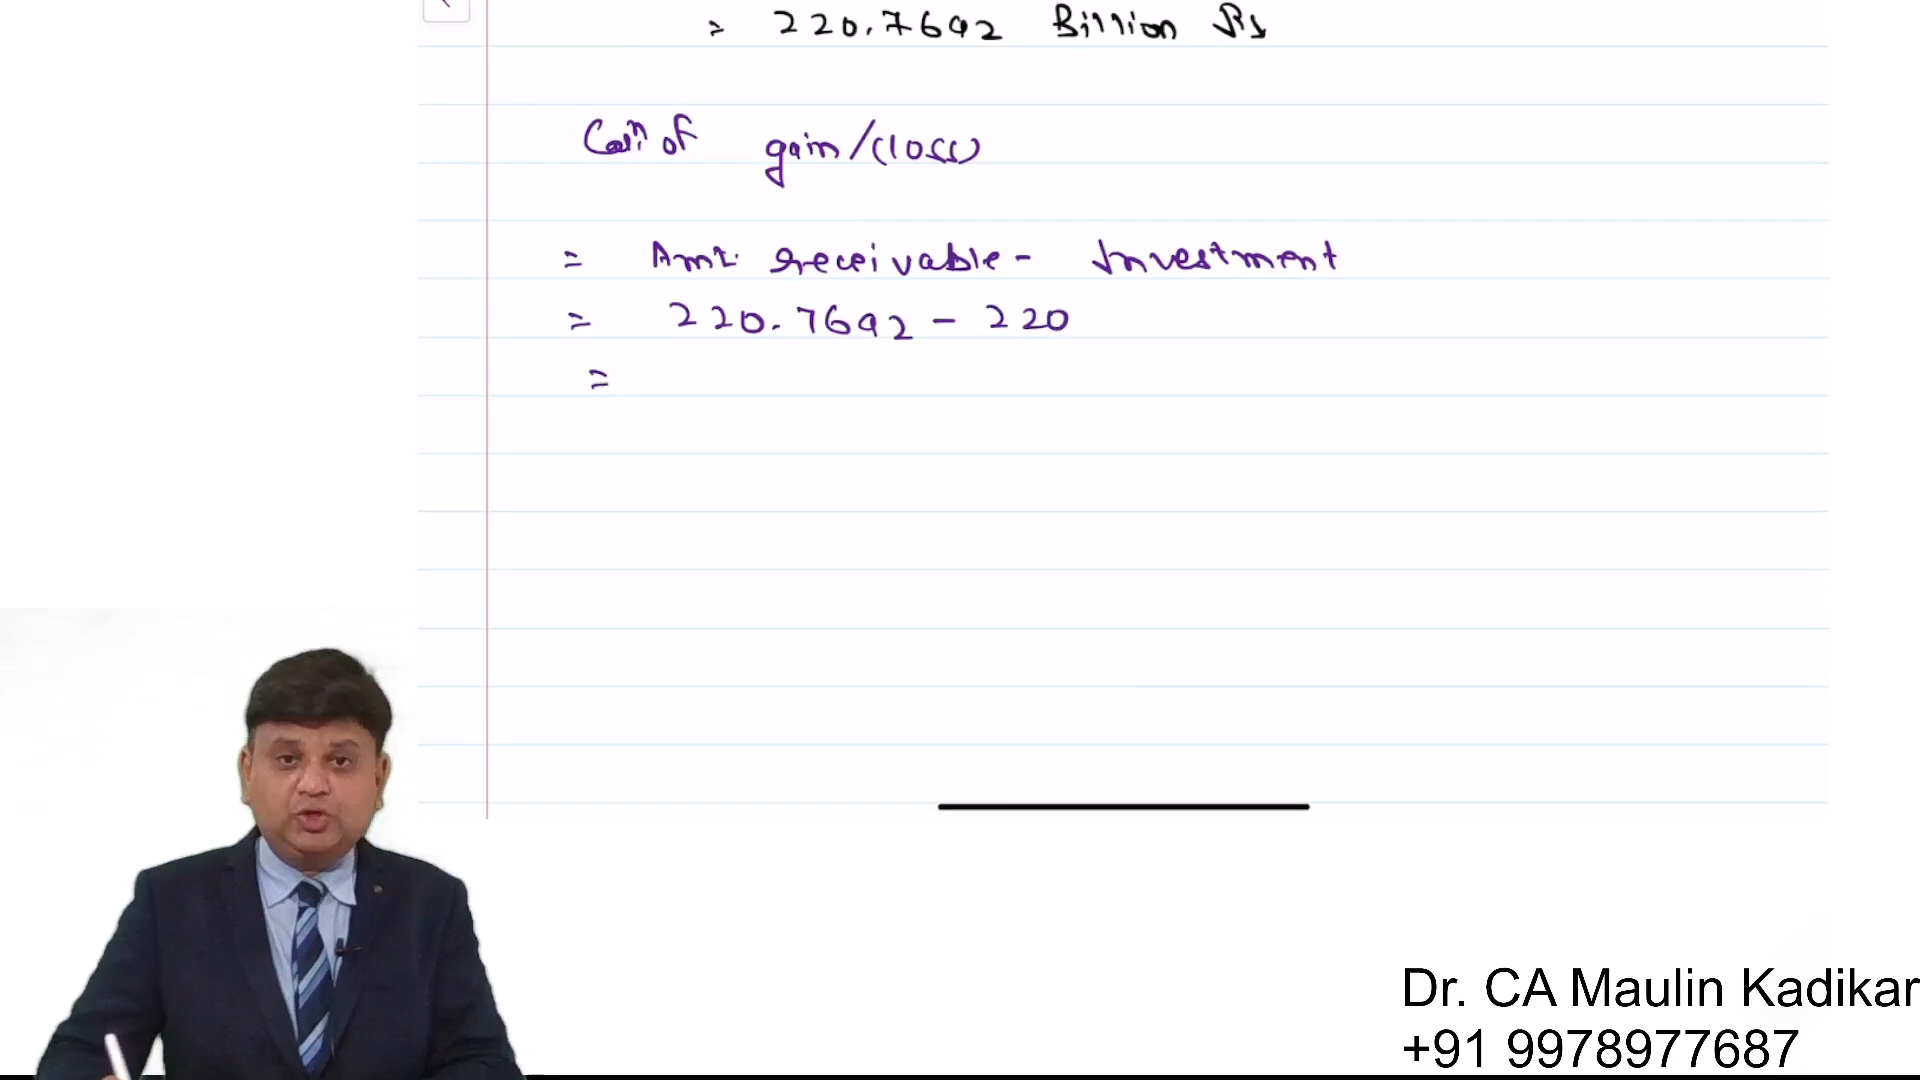 = 220.7692 Billion Rs
Caln of gain/(loss)
= Amt. receivable - Investment
= 220.7692 - 220
=
Dr. CA Maulin Kadikar
+91 9978977687